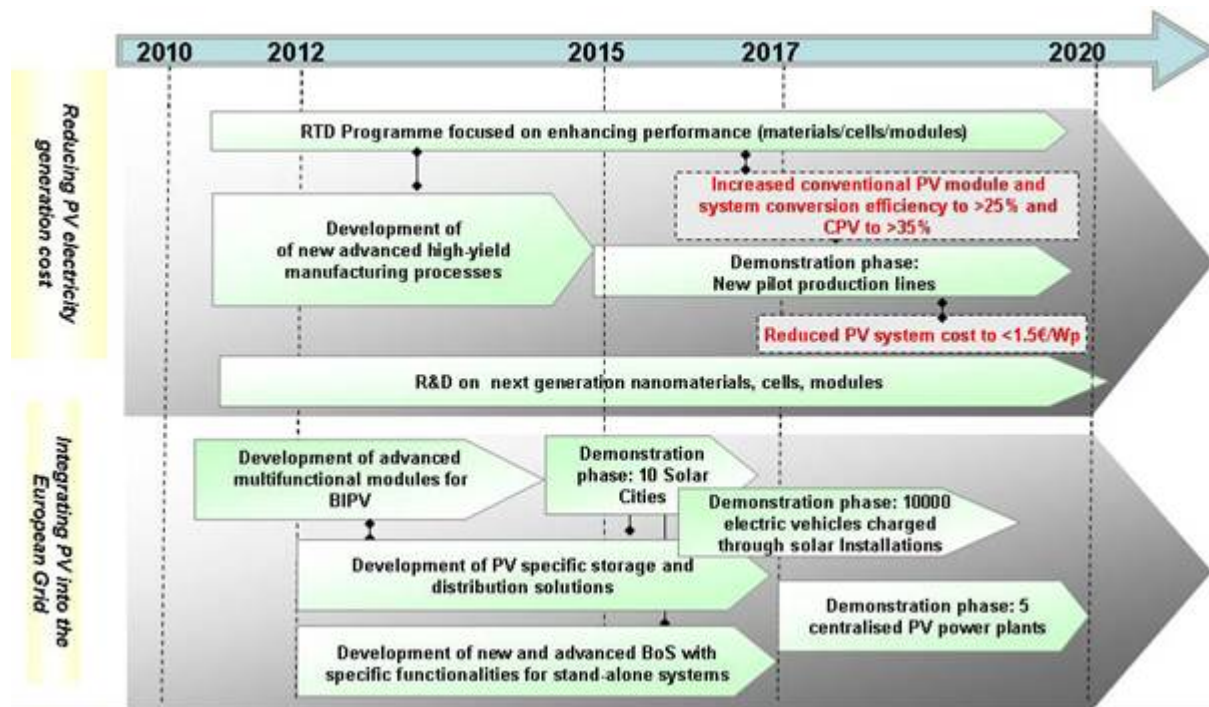 2010 2012 2015 2017 2020
Reducing PV electricity
generation cost
RTD Programme focused on enhancing performance (materials/cells/modules)
Increased conventional PV module and
system conversion efficiency to >25% and
CPV to >35%
Development of
of new advanced high-yield
manufacturing processes
Demonstration phase:
New pilot production lines
Reduced PV system cost to <1.5€/Wp
R&D on next generation nanomaterials, cells, modules
Integrating PV into the
European Grid
Development of advanced
multifunctional modules for
BIPV
Demonstration
phase: 10 Solar
Cities
Demonstration phase: 10000
electric vehicles charged
through solar Installations
Development of PV specific storage and
distribution solutions
Demonstration phase: 5
centralised PV power plants
Development of new and advanced BoS with
specific functionalities for stand-alone systems